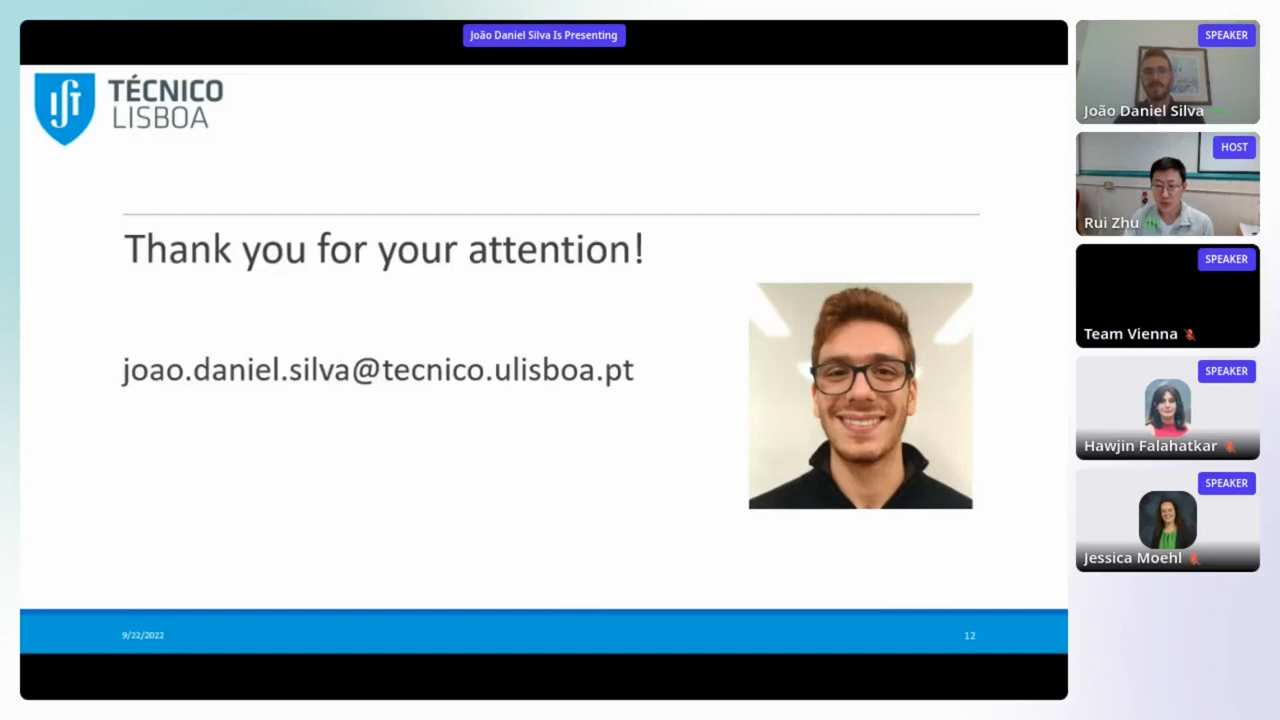 João Daniel Silva Is Presenting
TÉCNICO
LISBOA
Thank you for your attention!
joao.daniel.silva@tecnico.ulisboa.pt
9/22/2022
12
SPEAKER
João Daniel Silva
HOST
Rui Zhu
SPEAKER
Team Vienna
SPEAKER
Hawjin Falahatkar
SPEAKER
Jessica Moehl